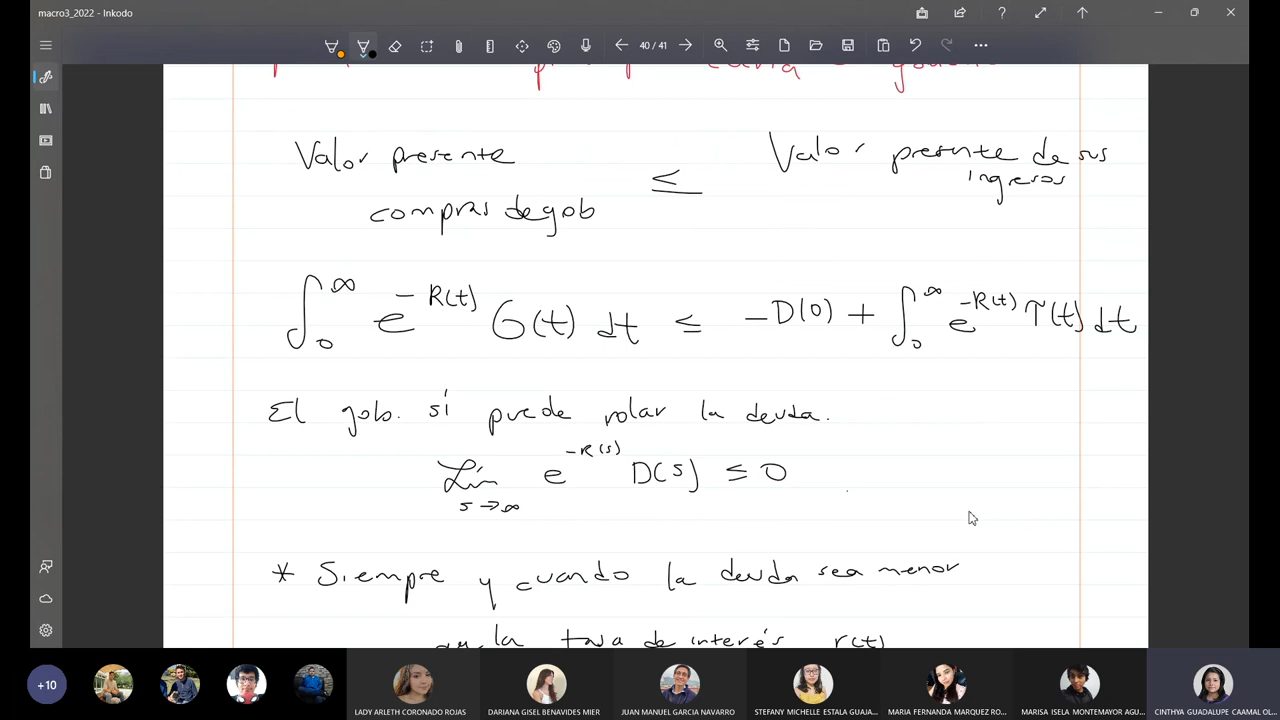 macro3_2022 - Inkodo
40 / 41
Valor presente
compras de gob
≤
Valor presente de sus
ingresos
∫₀^∞ e^{-R(t)} G(t) dt ≤ -D(0) + ∫₀^∞ e^{-R(t)} T(t) dt
El gob. si puede rolar la deuda.
Lim_{s→∞} e^{-R(s)} D(s) ≤ 0
* Siempre y cuando la deuda sea menor
la tasa de interés r(t)
+10
LADY ARLETH CORONADO ROJAS
DARIANA GISEL BENAVIDES MIER
JUAN MANUEL GARCIA NAVARRO
STEFANY MICHELLE ESTALA GUAJA...
MARIA FERNANDA MARQUEZ RO...
MARISA ISELA MONTEMAYOR AGU...
CINTHYA GUADALUPE CAAMAL OL...